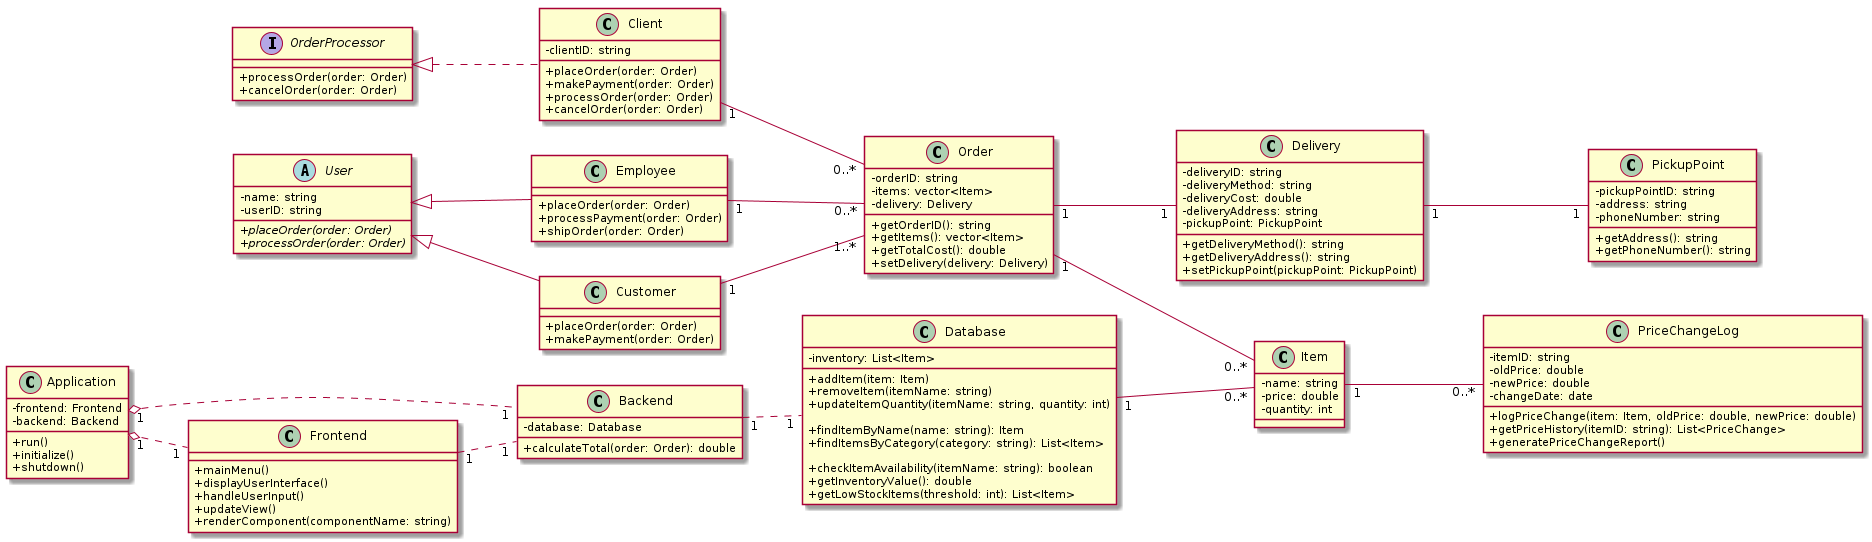 I OrderProcessor
+processOrder(order: Order)
+cancelOrder(order: Order)
C Client
-clientID: string
+placeOrder(order: Order)
+makePayment(order: Order)
+processOrder(order: Order)
+cancelOrder(order: Order)
1
0..*
A User
-name: string
-userID: string
+placeOrder(order: Order)
+processOrder(order: Order)
C Employee
+placeOrder(order: Order)
+processPayment(order: Order)
+shipOrder(order: Order)
1
0..*
C Customer
+placeOrder(order: Order)
+makePayment(order: Order)
1
1..*
C Order
-orderID: string
-items: vector<Item>
-delivery: Delivery
+getOrderID(): string
+getItems(): vector<Item>
+getTotalCost(): double
+setDelivery(delivery: Delivery)
1
1
C Delivery
-deliveryID: string
-deliveryMethod: string
-deliveryCost: double
-deliveryAddress: string
-pickupPoint: PickupPoint
+getDeliveryMethod(): string
+getDeliveryAddress(): string
+setPickupPoint(pickupPoint: PickupPoint)
1
1
C PickupPoint
-pickupPointID: string
-address: string
-phoneNumber: string
+getAddress(): string
+getPhoneNumber(): string
1
0..*
C Application
-frontend: Frontend
-backend: Backend
+run()
+initialize()
+shutdown()
1
1
1
1
C Frontend
+mainMenu()
+displayUserInterface()
+handleUserInput()
+updateView()
+renderComponent(componentName: string)
1
1
C Backend
-database: Database
+calculateTotal(order: Order): double
1
1
C Database
-inventory: List<Item>
+addItem(item: Item)
+removeItem(itemName: string)
+updateItemQuantity(itemName: string, quantity: int)
+findItemByName(name: string): Item
+findItemsByCategory(category: string): List<Item>
+checkItemAvailability(itemName: string): boolean
+getInventoryValue(): double
+getLowStockItems(threshold: int): List<Item>
1
0..*
C Item
-name: string
-price: double
-quantity: int
1
0..*
C PriceChangeLog
-itemID: string
-oldPrice: double
-newPrice: double
-changeDate: date
+logPriceChange(item: Item, oldPrice: double, newPrice: double)
+getPriceHistory(itemID: string): List<PriceChange>
+generatePriceChangeReport()